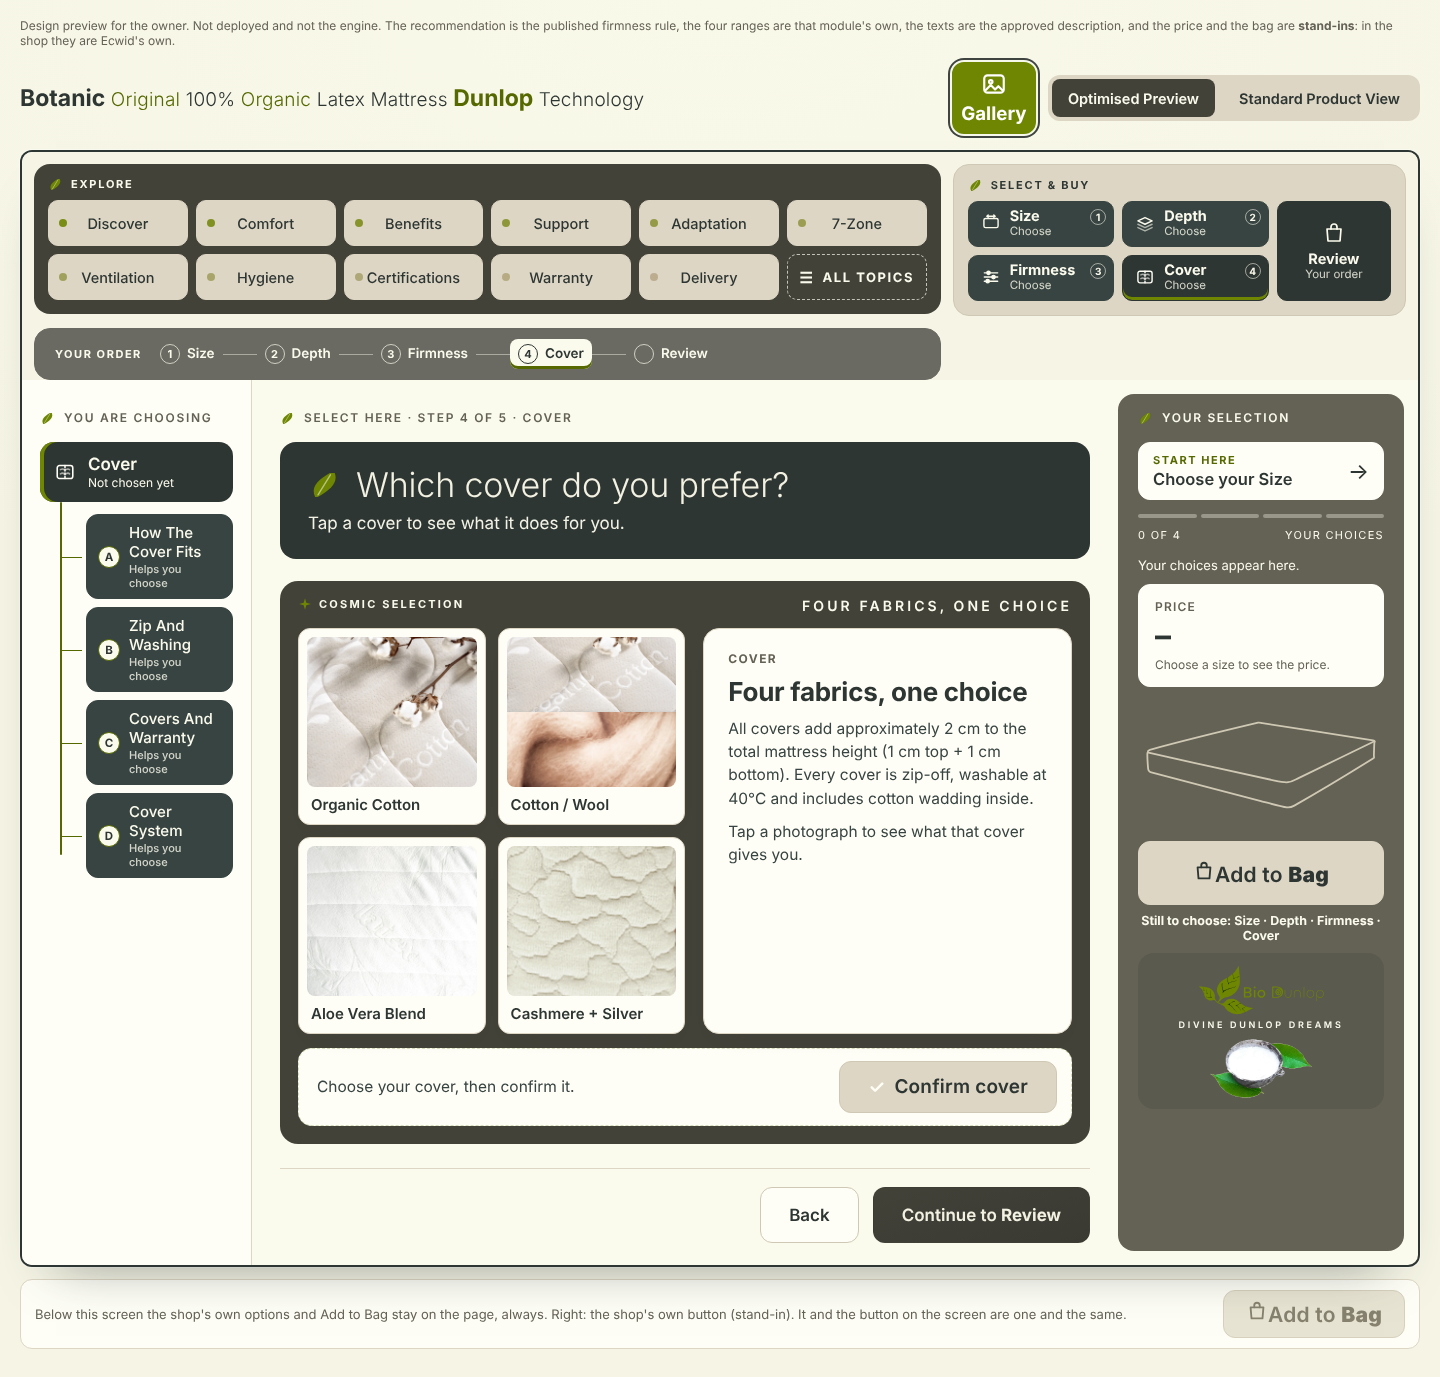 Design preview for the owner. Not deployed and not the engine. The recommendation is the published firmness rule, the four ranges are that module's own, the texts are the approved description, and the price and the bag are stand-ins: in the
shop they are Ecwid's own.
Botanic Original 100% Organic Latex Mattress Dunlop Technology
Gallery
Optimised Preview
Standard Product View
EXPLORE
Discover
Comfort
Benefits
Support
Adaptation
7-Zone
Ventilation
Hygiene
Certifications
Warranty
Delivery
ALL TOPICS
SELECT & BUY
Size
Choose
1
Depth
Choose
2
Firmness
Choose
3
Cover
Choose
4
Review
Your order
YOUR ORDER
1 Size
2 Depth
3 Firmness
4 Cover
Review
YOU ARE CHOOSING
Cover
Not chosen yet
A
How The
Cover Fits
Helps you
choose
B
Zip And
Washing
Helps you
choose
C
Covers And
Warranty
Helps you
choose
D
Cover
System
Helps you
choose
SELECT HERE · STEP 4 OF 5 · COVER
Which cover do you prefer?
Tap a cover to see what it does for you.
COSMIC SELECTION
FOUR FABRICS, ONE CHOICE
Cotton
Organic Cotton
Cotton
Cotton / Wool
Aloe Vera Blend
Cashmere + Silver
COVER
Four fabrics, one choice
All covers add approximately 2 cm to the
total mattress height (1 cm top + 1 cm
bottom). Every cover is zip-off, washable at
40°C and includes cotton wadding inside.
Tap a photograph to see what that cover
gives you.
Choose your cover, then confirm it.
Confirm cover
Back
Continue to Review
YOUR SELECTION
START HERE
Choose your Size
0 OF 4
YOUR CHOICES
Your choices appear here.
PRICE
–
Choose a size to see the price.
Add to Bag
Still to choose: Size · Depth · Firmness ·
Cover
Bio Dunlop
DIVINE DUNLOP DREAMS
Below this screen the shop's own options and Add to Bag stay on the page, always. Right: the shop's own button (stand-in). It and the button on the screen are one and the same.
Add to Bag